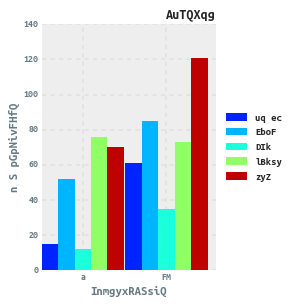 AuTQXqg
n S pGpNivFHfQ
140
120
100
80
60
40
20
0
a
FM
InmgyxRASsiQ
uq ec
EboF
DIk
lBksy
zyZ